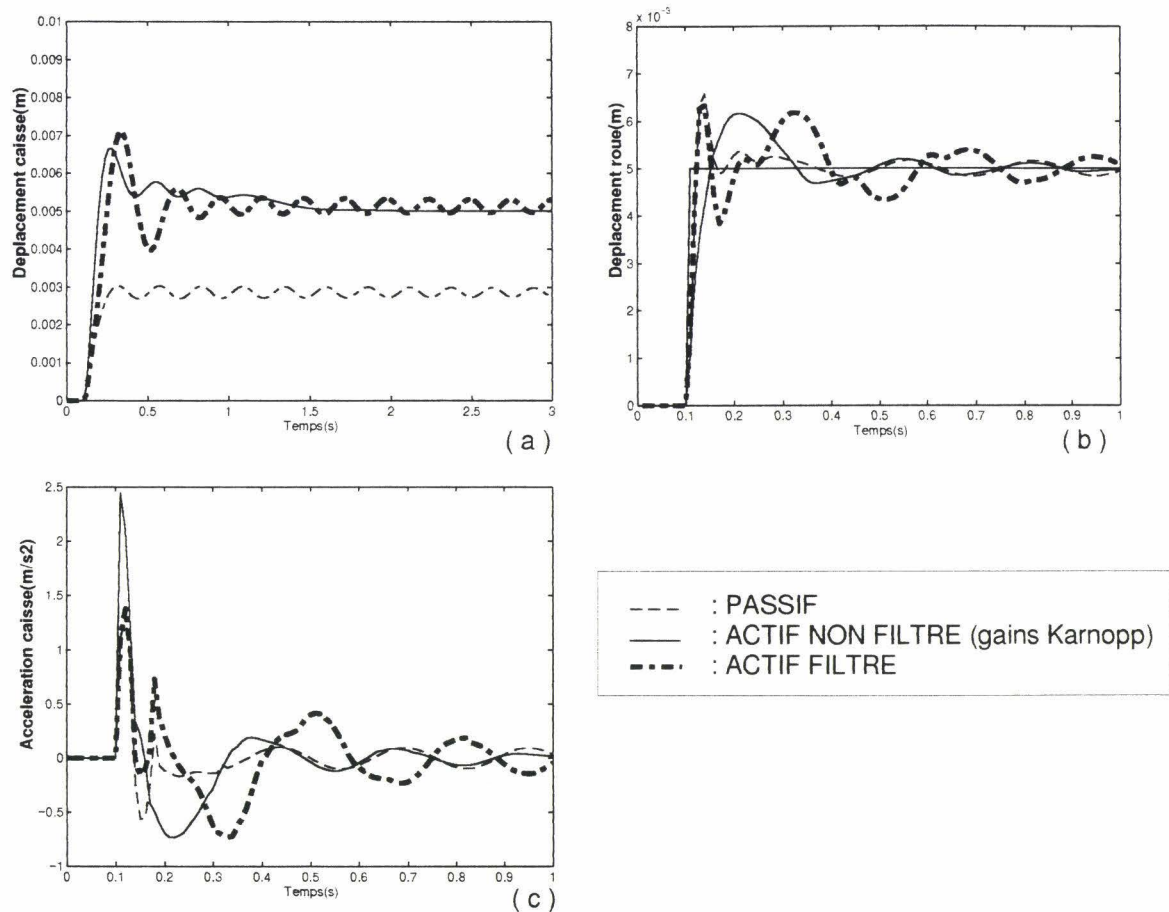 0.01
0.009
0.008
0.007
0.006
0.005
0.004
0.003
0.002
0.001
0
Deplacement caisse(m)
0 0.5 1 1.5 2 2.5 3
Temps(s)
( a )
x 10⁻³
8
7
6
5
4
3
2
1
0
Deplacement roue(m)
0 0.1 0.2 0.3 0.4 0.5 0.6 0.7 0.8 0.9 1
Temps(s)
( b )
2.5
2
1.5
1
0.5
0
-0.5
-1
Acceleration caisse(m/s2)
0 0.1 0.2 0.3 0.4 0.5 0.6 0.7 0.8 0.9 1
Temps(s)
( c )
: PASSIF
: ACTIF NON FILTRE (gains Karnopp)
: ACTIF FILTRE